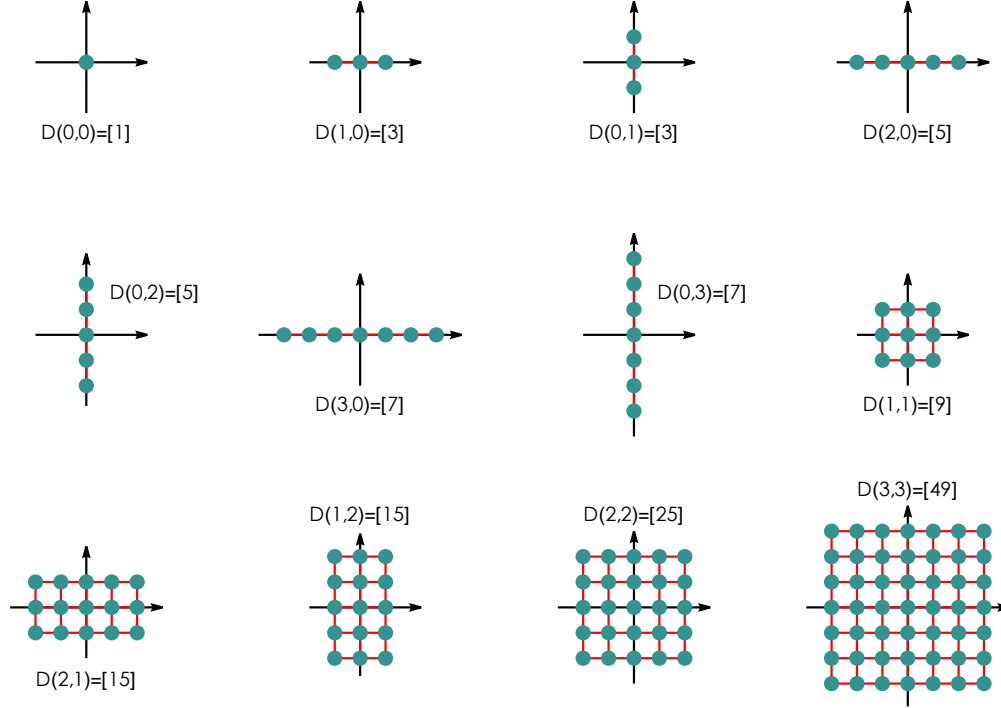 D(0,0)=[1]
D(1,0)=[3]
D(0,1)=[3]
D(2,0)=[5]
D(0,2)=[5]
D(3,0)=[7]
D(0,3)=[7]
D(1,1)=[9]
D(2,1)=[15]
D(1,2)=[15]
D(2,2)=[25]
D(3,3)=[49]